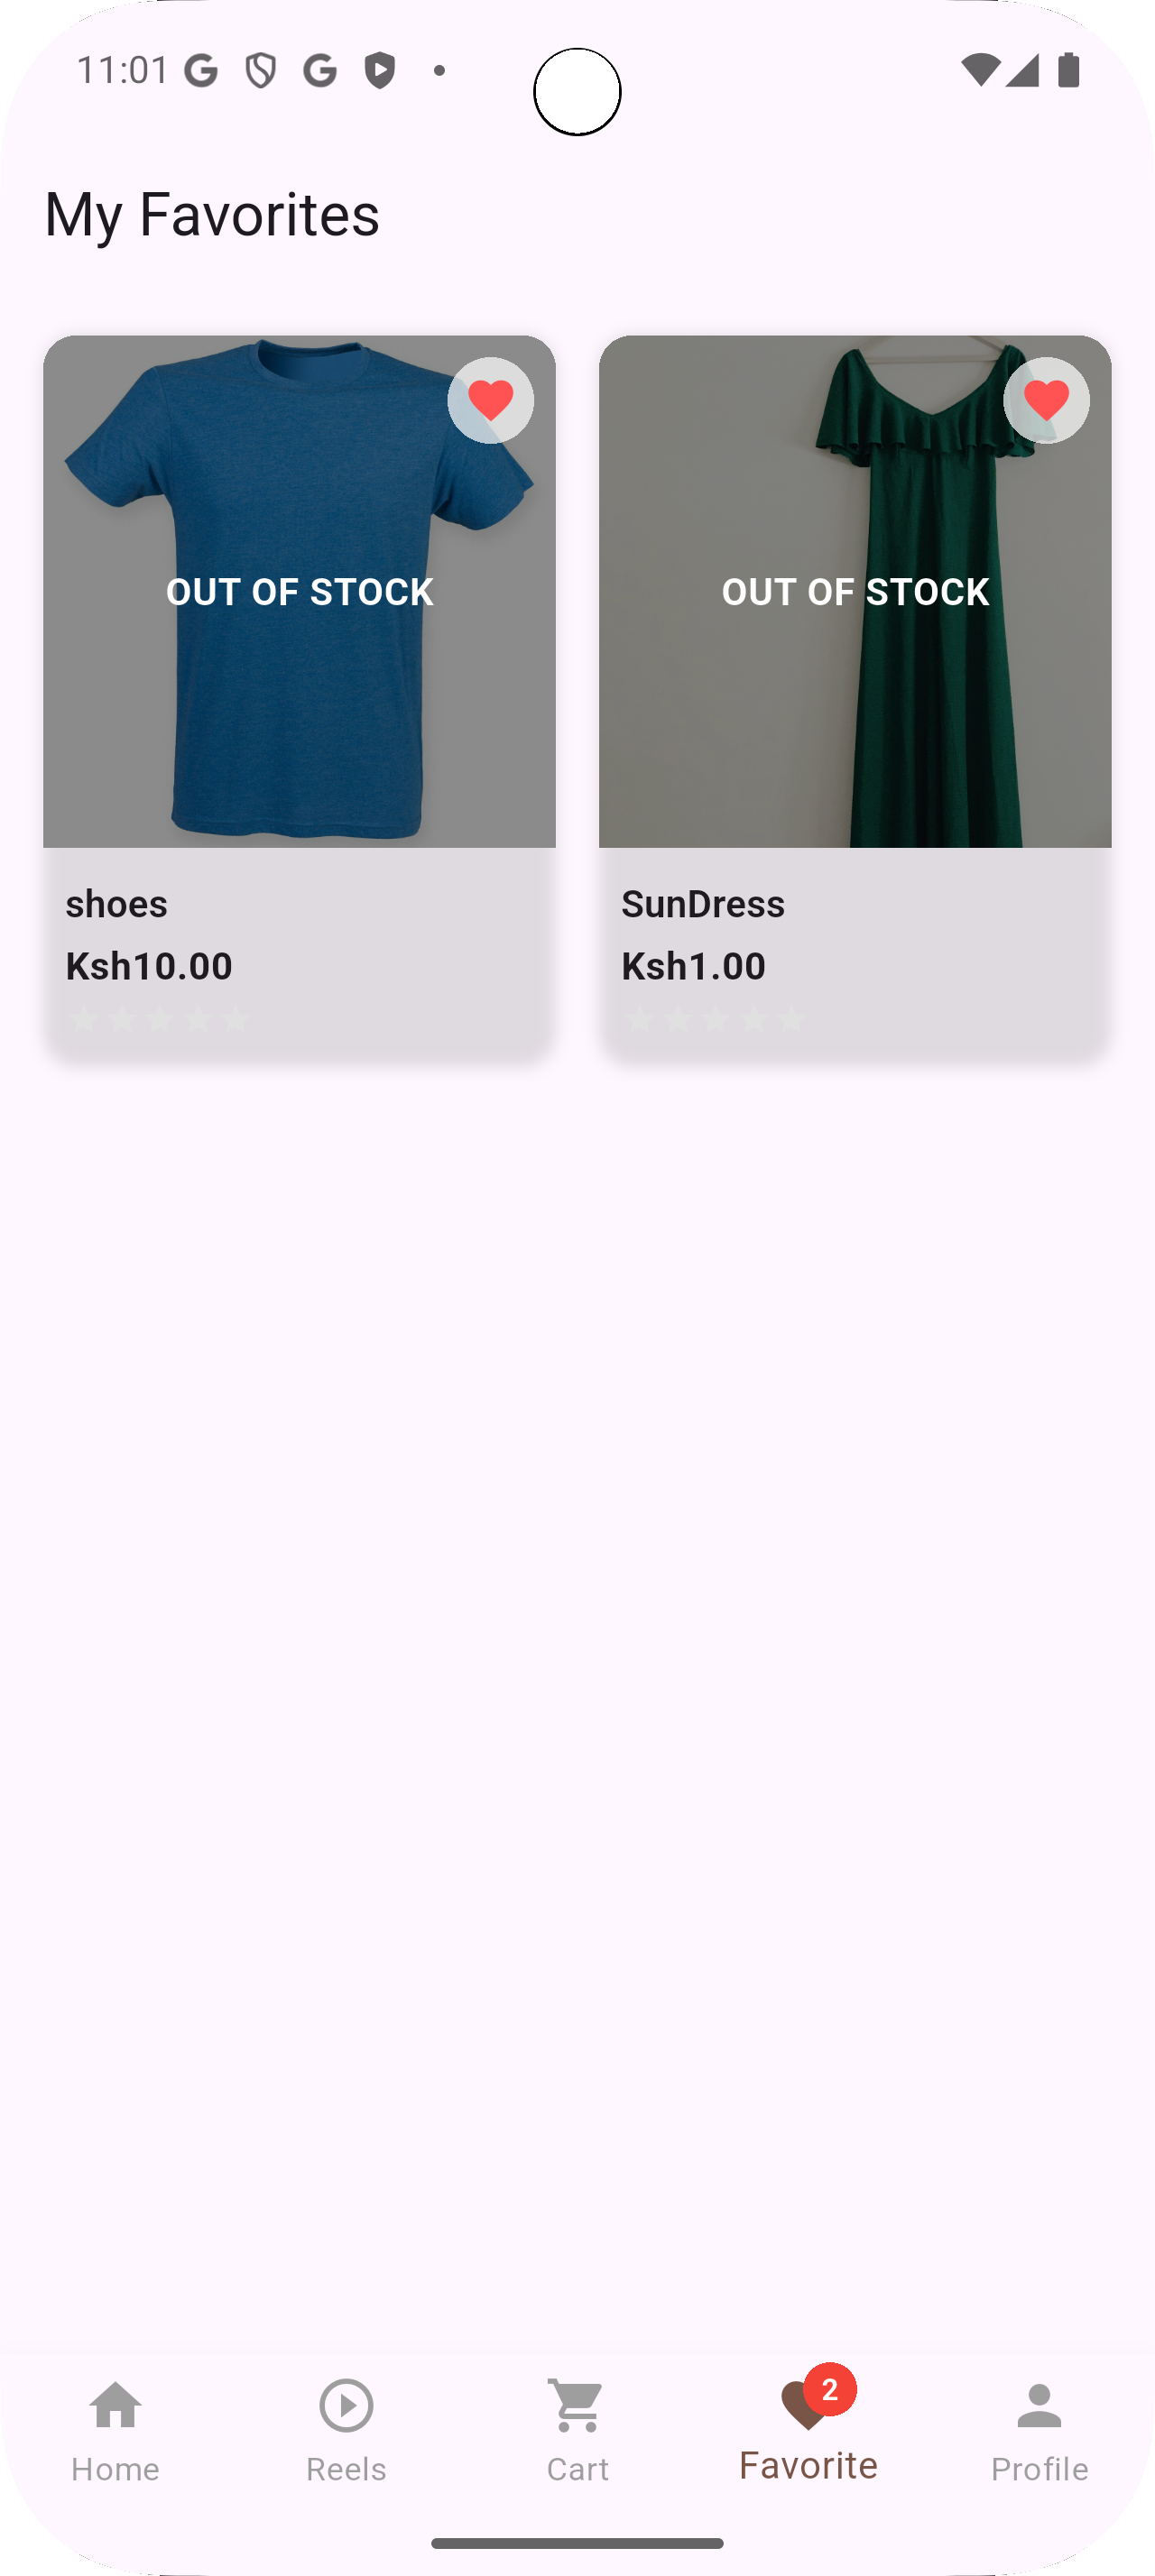 11:01
My Favorites
OUT OF STOCK
OUT OF STOCK
shoes
SunDress
Ksh10.00
Ksh1.00
2
Home
Reels
Cart
Favorite
Profile